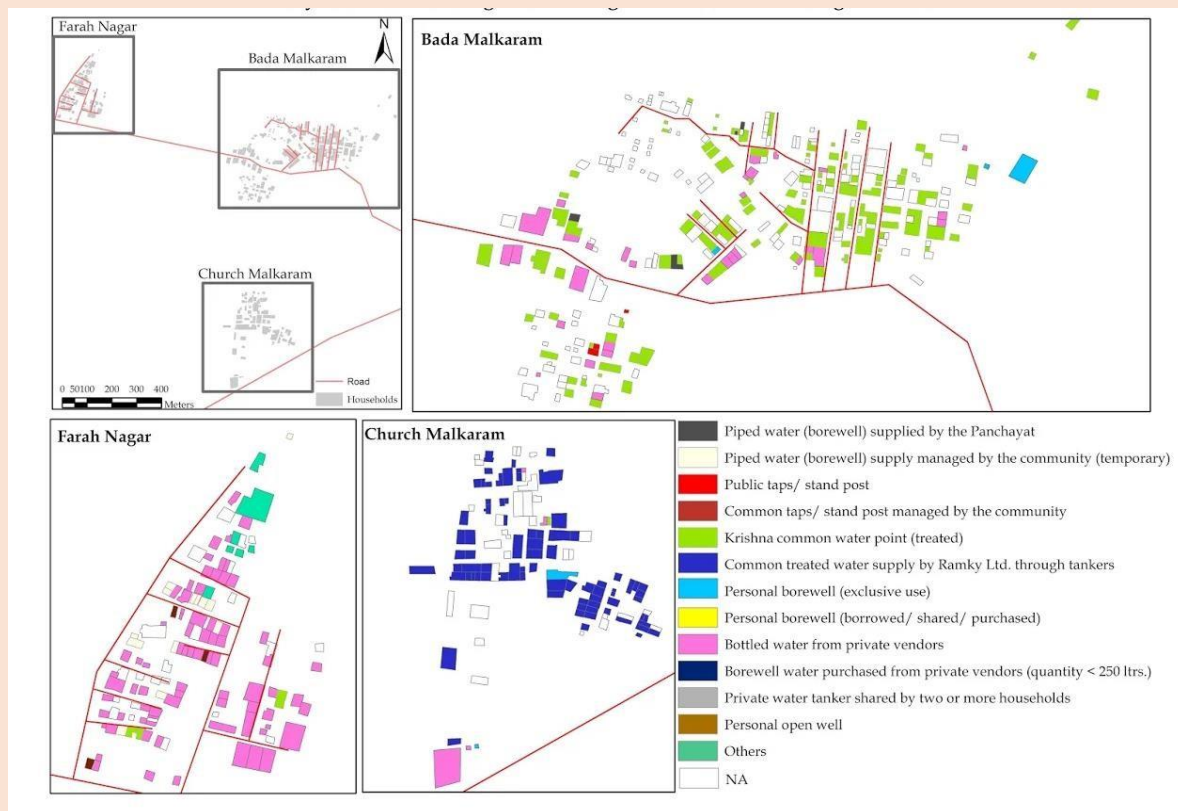 Farah Nagar
N
Bada Malkaram
Church Malkaram
0 50100 200 300 400
Meters
Road
Households
Bada Malkaram
Farah Nagar
Church Malkaram
Piped water (borewell) supplied by the Panchayat
Piped water (borewell) supply managed by the community (temporary)
Public taps/ stand post
Common taps/ stand post managed by the community
Krishna common water point (treated)
Common treated water supply by Ramky Ltd. through tankers
Personal borewell (exclusive use)
Personal borewell (borrowed/ shared/ purchased)
Bottled water from private vendors
Borewell water purchased from private vendors (quantity < 250 ltrs.)
Private water tanker shared by two or more households
Personal open well
Others
NA